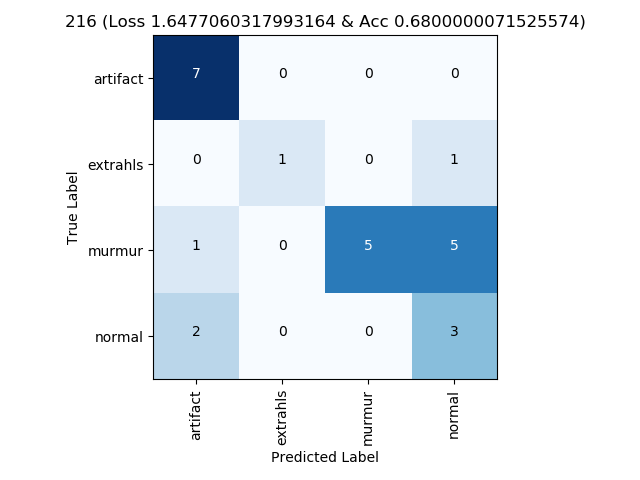 216 (Loss 1.6477060317993164 & Acc 0.6800000071525574)
artifact 7 0 0 0
extrahls 0 1 0 1
murmur 1 0 5 5
normal 2 0 0 3
True Label
artifact extrahls murmur normal
Predicted Label